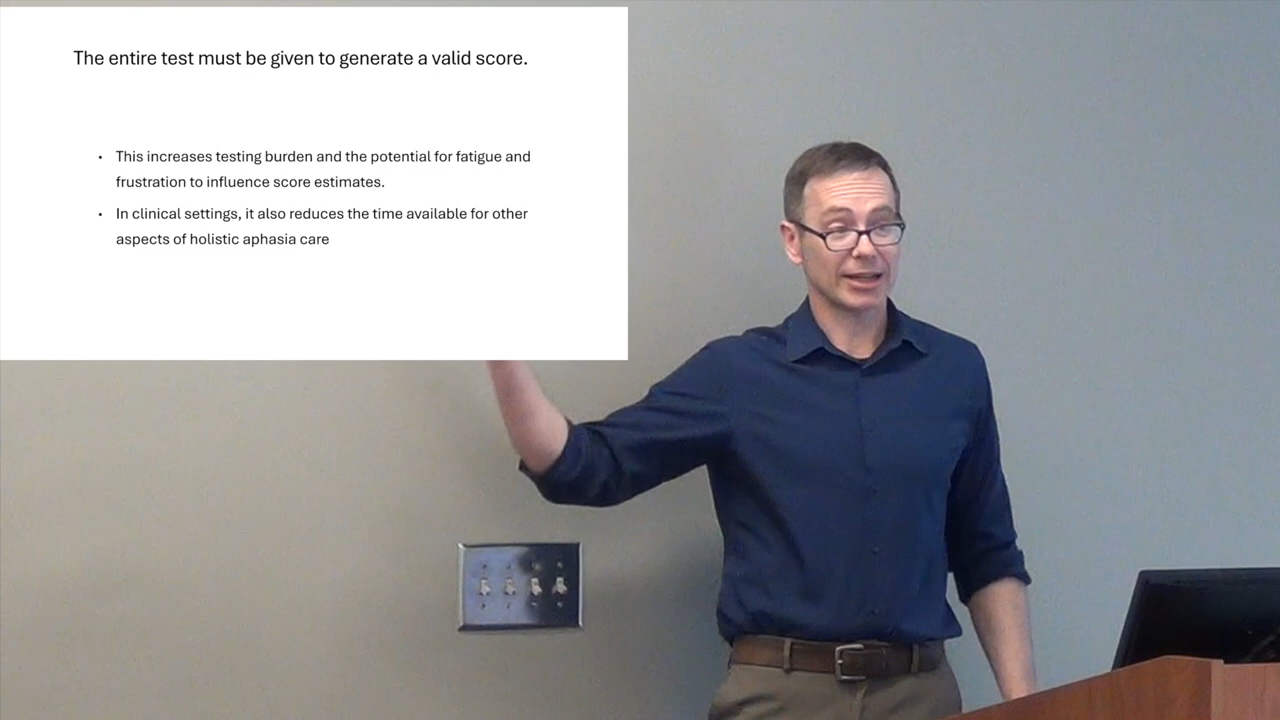 The entire test must be given to generate a valid score.
• This increases testing burden and the potential for fatigue and
frustration to influence score estimates.
• In clinical settings, it also reduces the time available for other
aspects of holistic aphasia care